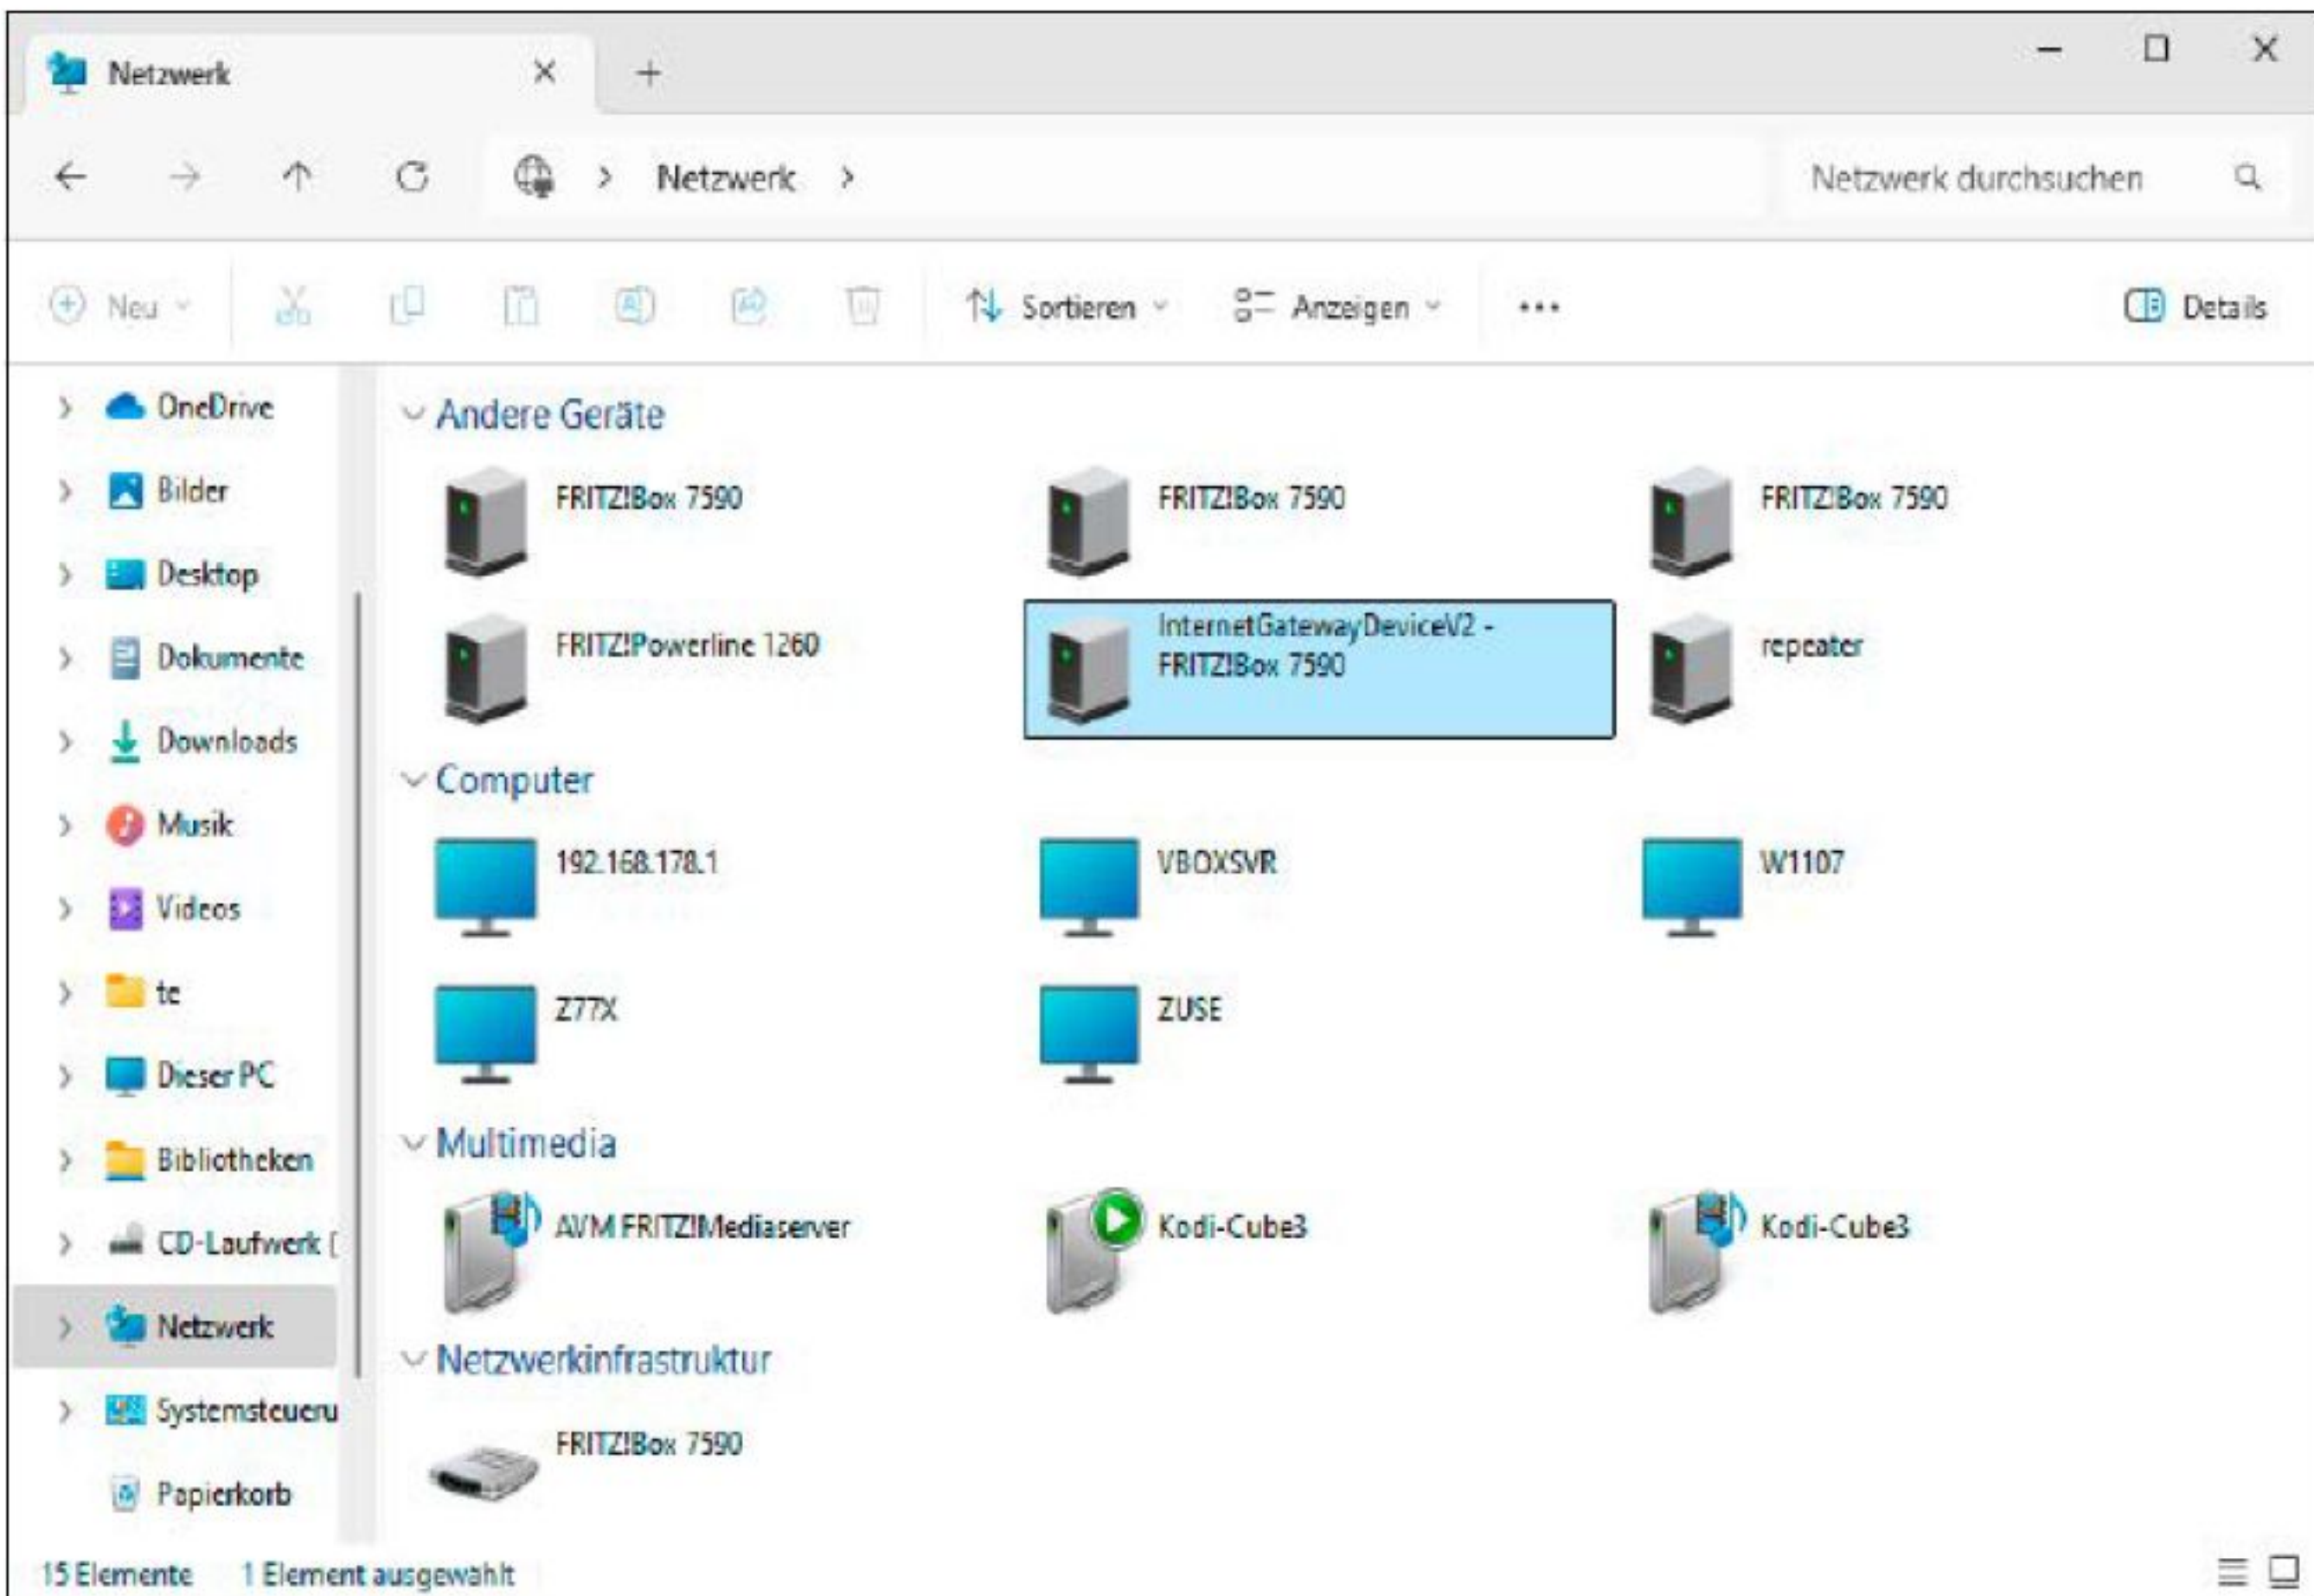 Netzwerk
Netzwerk
Netzwerk durchsuchen
Neu
Sortieren
Anzeigen
Details
OneDrive
Bilder
Desktop
Dokumente
Downloads
Musik
Videos
te
Dieser PC
Bibliotheken
CD-Laufwerk [
Netzwerk
Systemsteueru
Papierkorb
Andere Geräte
FRITZ!Box 7590
FRITZ!Box 7590
FRITZ!Box 7590
FRITZ!Powerline 1260
InternetGatewayDeviceV2 -
FRITZ!Box 7590
repeater
Computer
192.168.178.1
VBOXSVR
W1107
Z77X
ZUSE
Multimedia
AVM FRITZ!Mediaserver
Kodi-Cube3
Kodi-Cube3
Netzwerkinfrastruktur
FRITZ!Box 7590
15 Elemente
1 Element ausgewählt